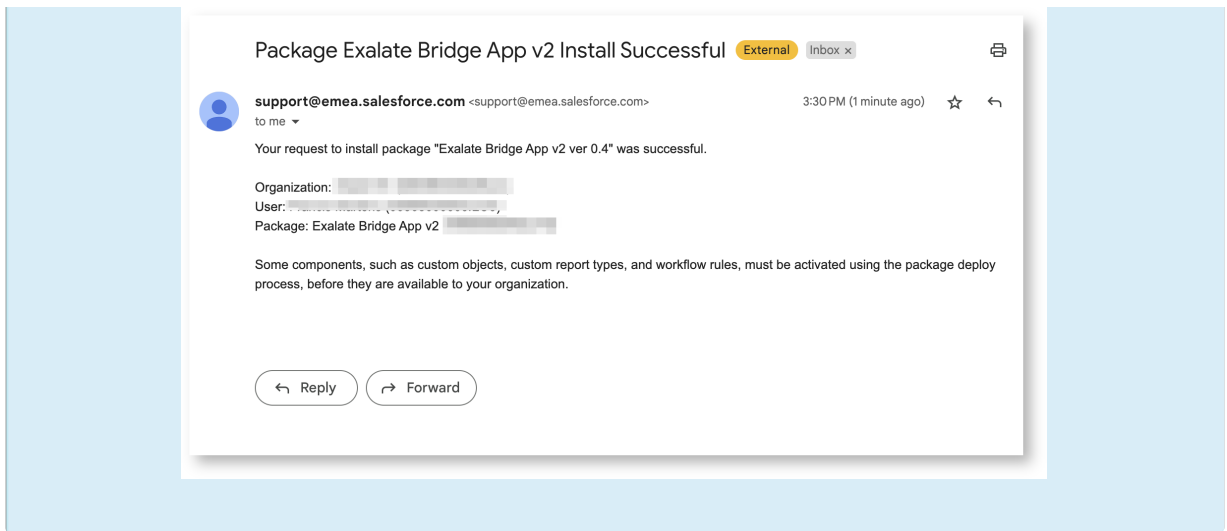 Package Exalate Bridge App v2 Install Successful External Inbox ×
support@emea.salesforce.com <support@emea.salesforce.com> 3:30 PM (1 minute ago)
to me
Your request to install package "Exalate Bridge App v2 ver 0.4" was successful.
Organization:
User:
Package: Exalate Bridge App v2
Some components, such as custom objects, custom report types, and workflow rules, must be activated using the package deploy
process, before they are available to your organization.
Reply Forward